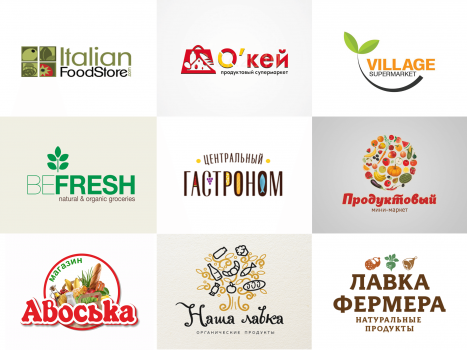 Italian
FoodStore.com
О'кей
продуктовый супермаркет
VILLAGE
SUPERMARKET
BEFRESH
natural & organic groceries
ЦЕНТРАЛЬНЫЙ
ГАСТРОНОМ
Продуктовый
мини-маркет
магазин
Авоська
Наша лавка
ОРГАНИЧЕСКИЕ ПРОДУКТЫ
ЛАВКА
ФЕРМЕРА
НАТУРАЛЬНЫЕ
ПРОДУКТЫ